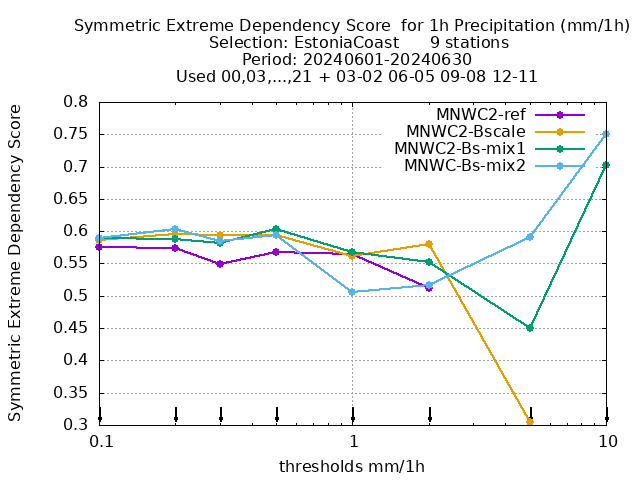 Symmetric Extreme Dependency Score  for 1h Precipitation (mm/1h)
Selection: EstoniaCoast      9 stations
Period: 20240601-20240630
Used 00,03,...,21 + 03-02 06-05 09-08 12-11
MNWC2-ref
MNWC2-Bscale
MNWC2-Bs-mix1
MNWC-Bs-mix2
Symmetric Extreme Dependency Score
0.8
0.75
0.7
0.65
0.6
0.55
0.5
0.45
0.4
0.35
0.3
0.1 1 10
thresholds mm/1h